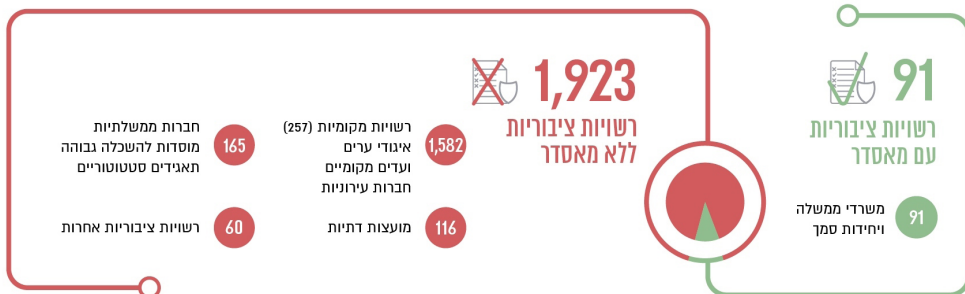 91
רשויות ציבוריות
עם מאסדר
91
משרדי ממשלה
ויחידות סמך
1,923
רשויות ציבוריות
ללא מאסדר
1,582
רשויות מקומיות (257)
איגודי ערים
ועדים מקומיים
חברות עירוניות
116
מועצות דתיות
165
חברות ממשלתיות
מוסדות להשכלה גבוהה
תאגידים סטטוטוריים
60
רשויות ציבוריות אחרות